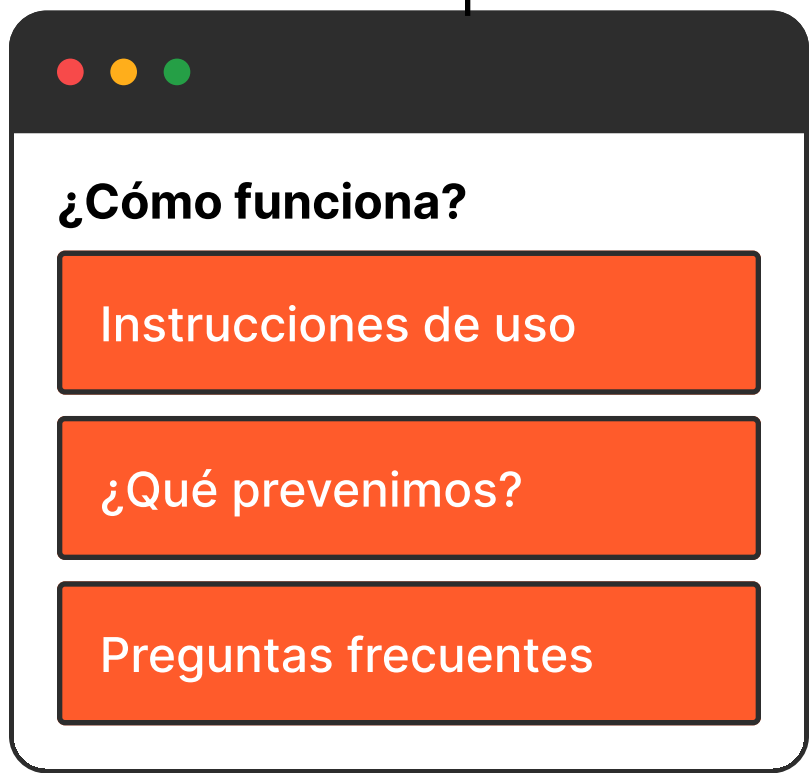 ¿Cómo funciona?
Instrucciones de uso
¿Qué prevenimos?
Preguntas frecuentes